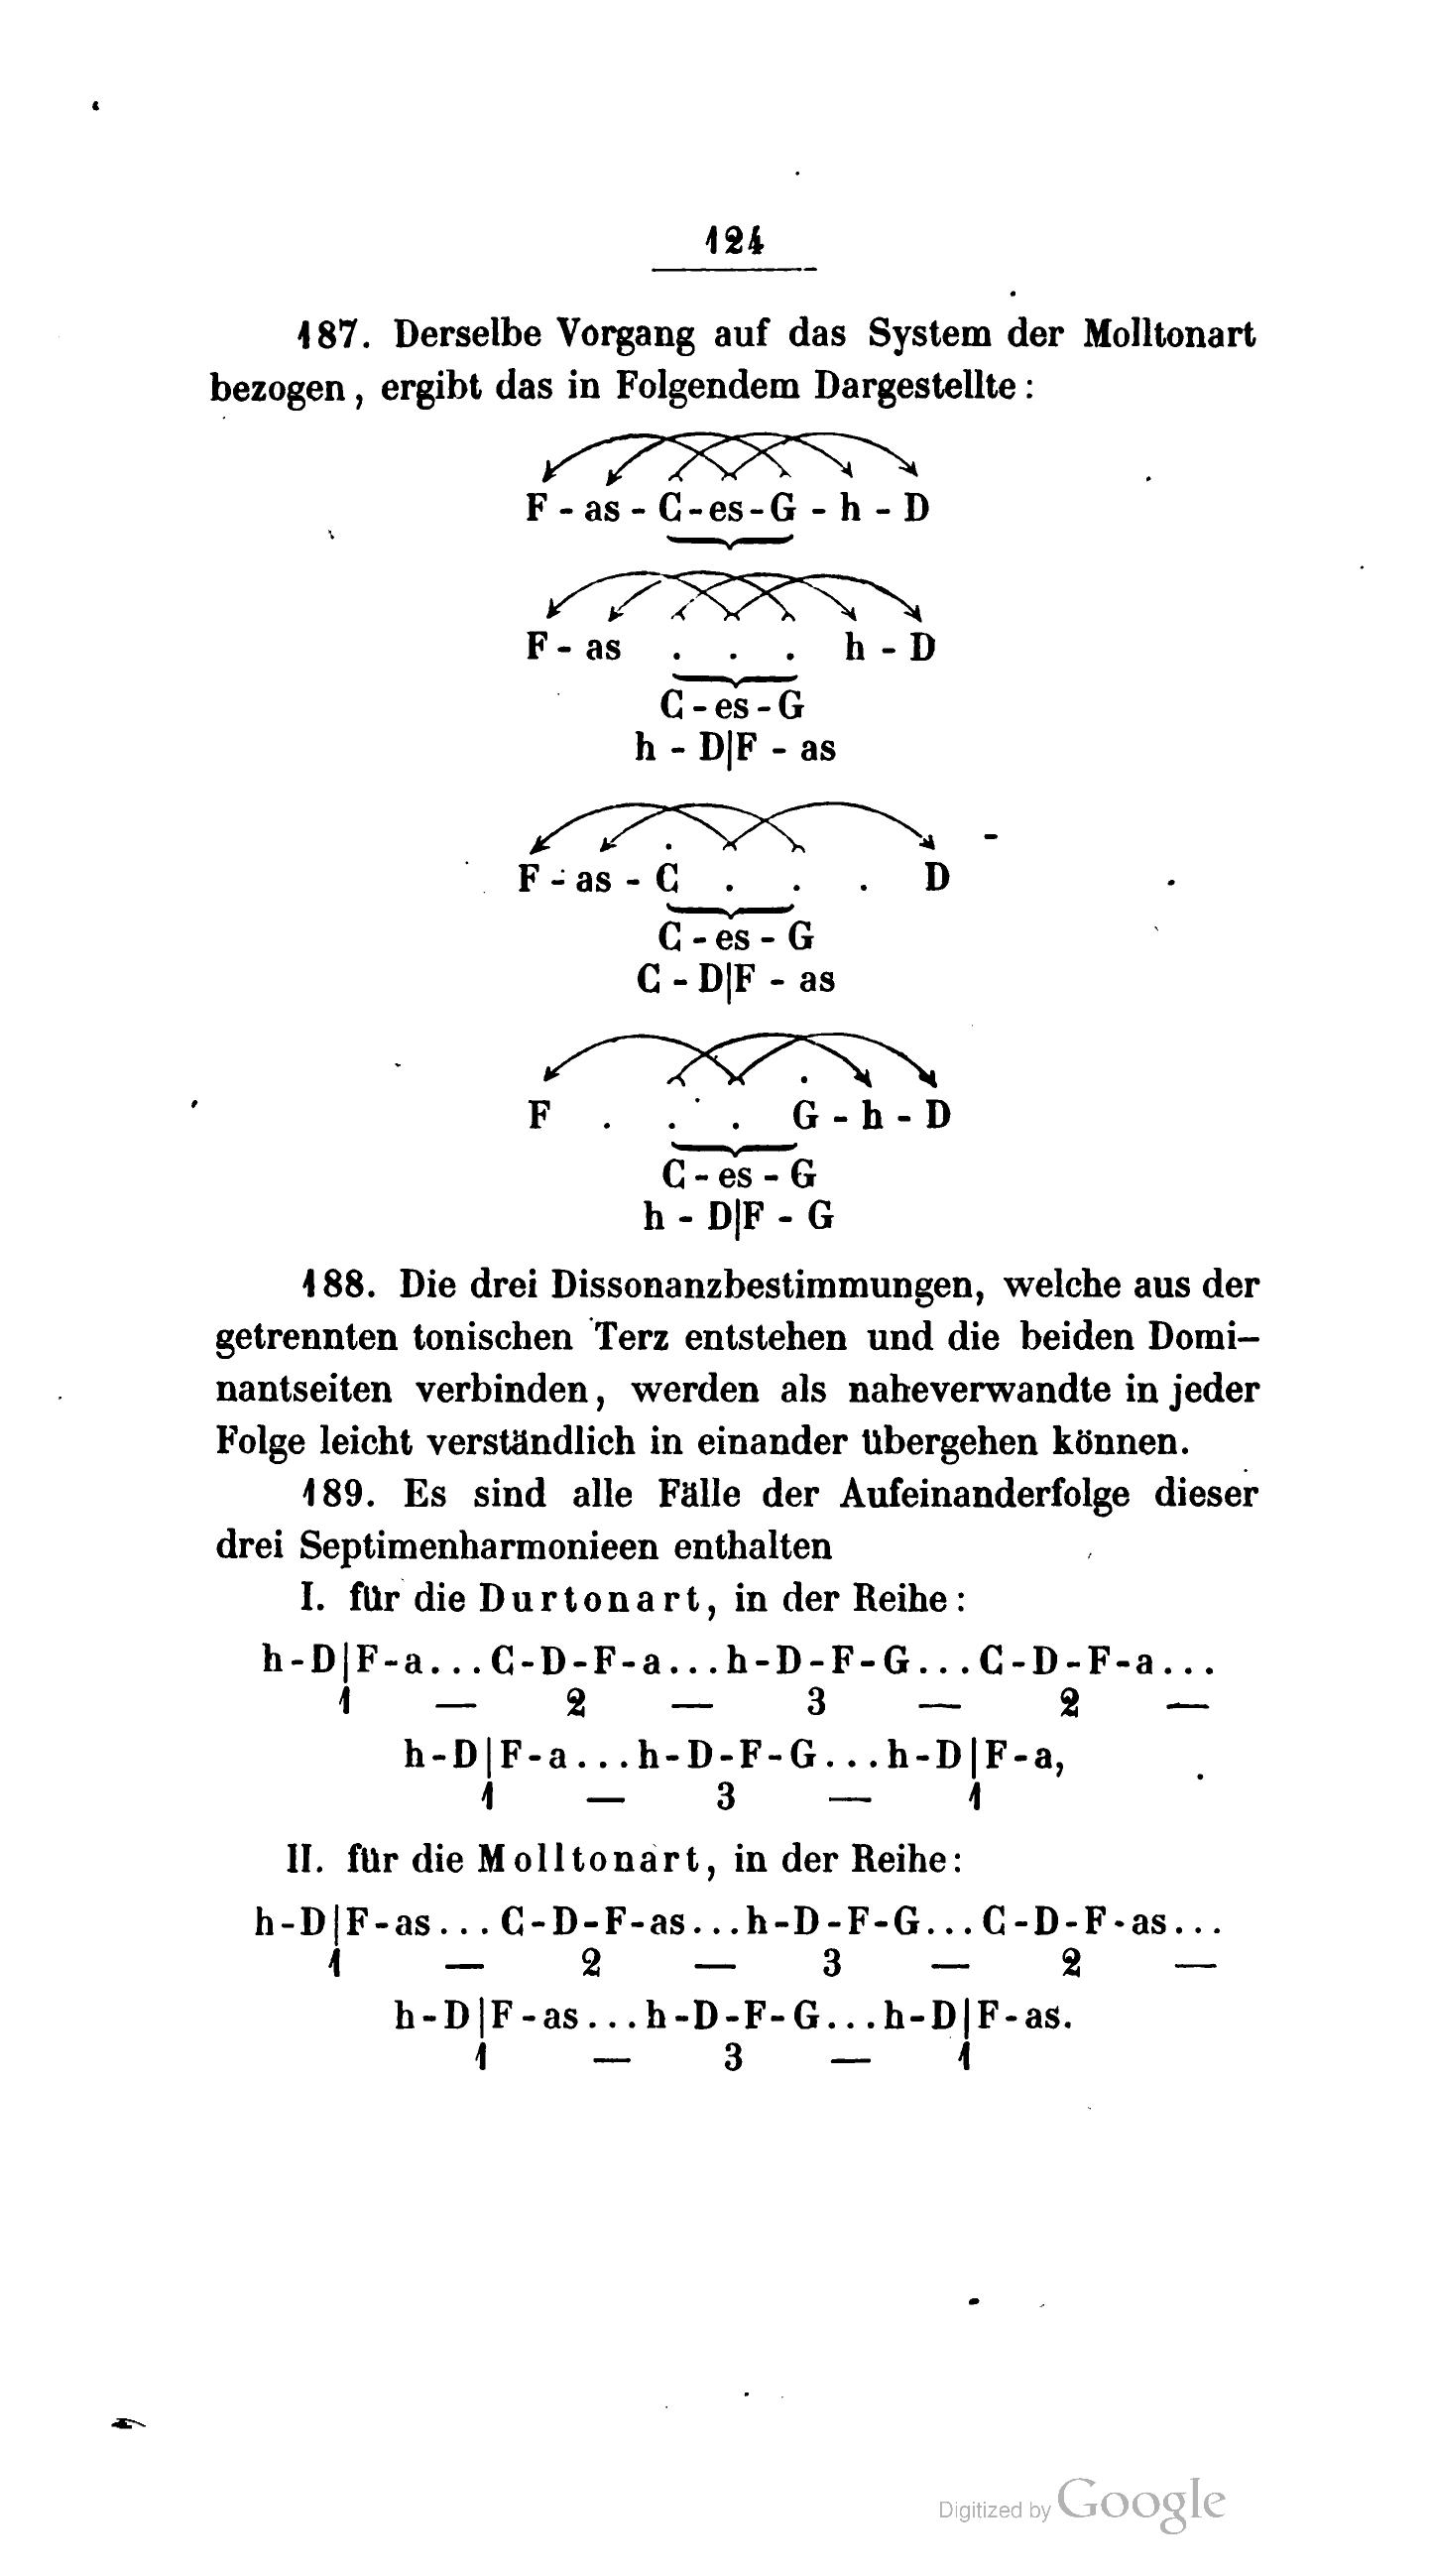 124
187. Derselbe Vorgang auf das System der Molltonart
bezogen, ergibt das in Folgendem Dargestellte:
F - as - C - es - G - h - D
F - as . . . h - D
C - es - G
h - D|F - as
F - as - C . . . D
C - es - G
C - D|F - as
F . . . G - h - D
C - es - G
h - D|F - G
188. Die drei Dissonanzbestimmungen, welche aus der
getrennten tonischen Terz entstehen und die beiden Domi-
nantseiten verbinden, werden als naheverwandte in jeder
Folge leicht verständlich in einander übergehen können.
189. Es sind alle Fälle der Aufeinanderfolge dieser
drei Septimenharmonieen enthalten
I. für die Durtonart, in der Reihe:
h-D|F-a...C-D-F-a...h-D-F-G...C-D-F-a...
1 — 2 — 3 — 2 —
h-D|F-a...h-D-F-G...h-D|F-a,
1 — 3 — 1
II. für die Molltonart, in der Reihe:
h-D|F-as...C-D-F-as...h-D-F-G...C-D-F-as...
1 — 2 — 3 — 2 —
h-D|F-as...h-D-F-G...h-D|F-as.
1 — 3 — 1
Digitized by Google